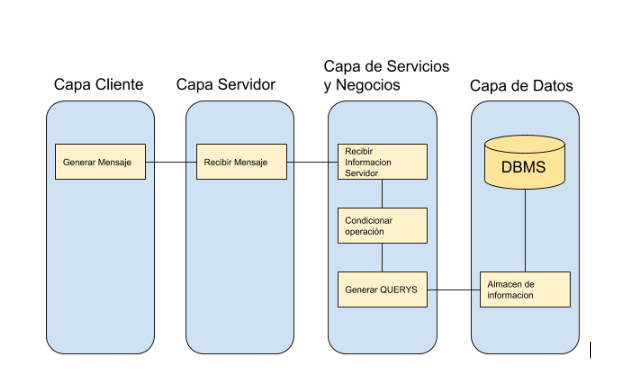 Capa Cliente
Capa Servidor
Capa de Servicios
y Negocios
Capa de Datos
Generar Mensaje
Recibir Mensaje
Recibir
Informacion
Servidor
Condicionar
operación
Generar QUERYS
DBMS
Almacen de
informacion